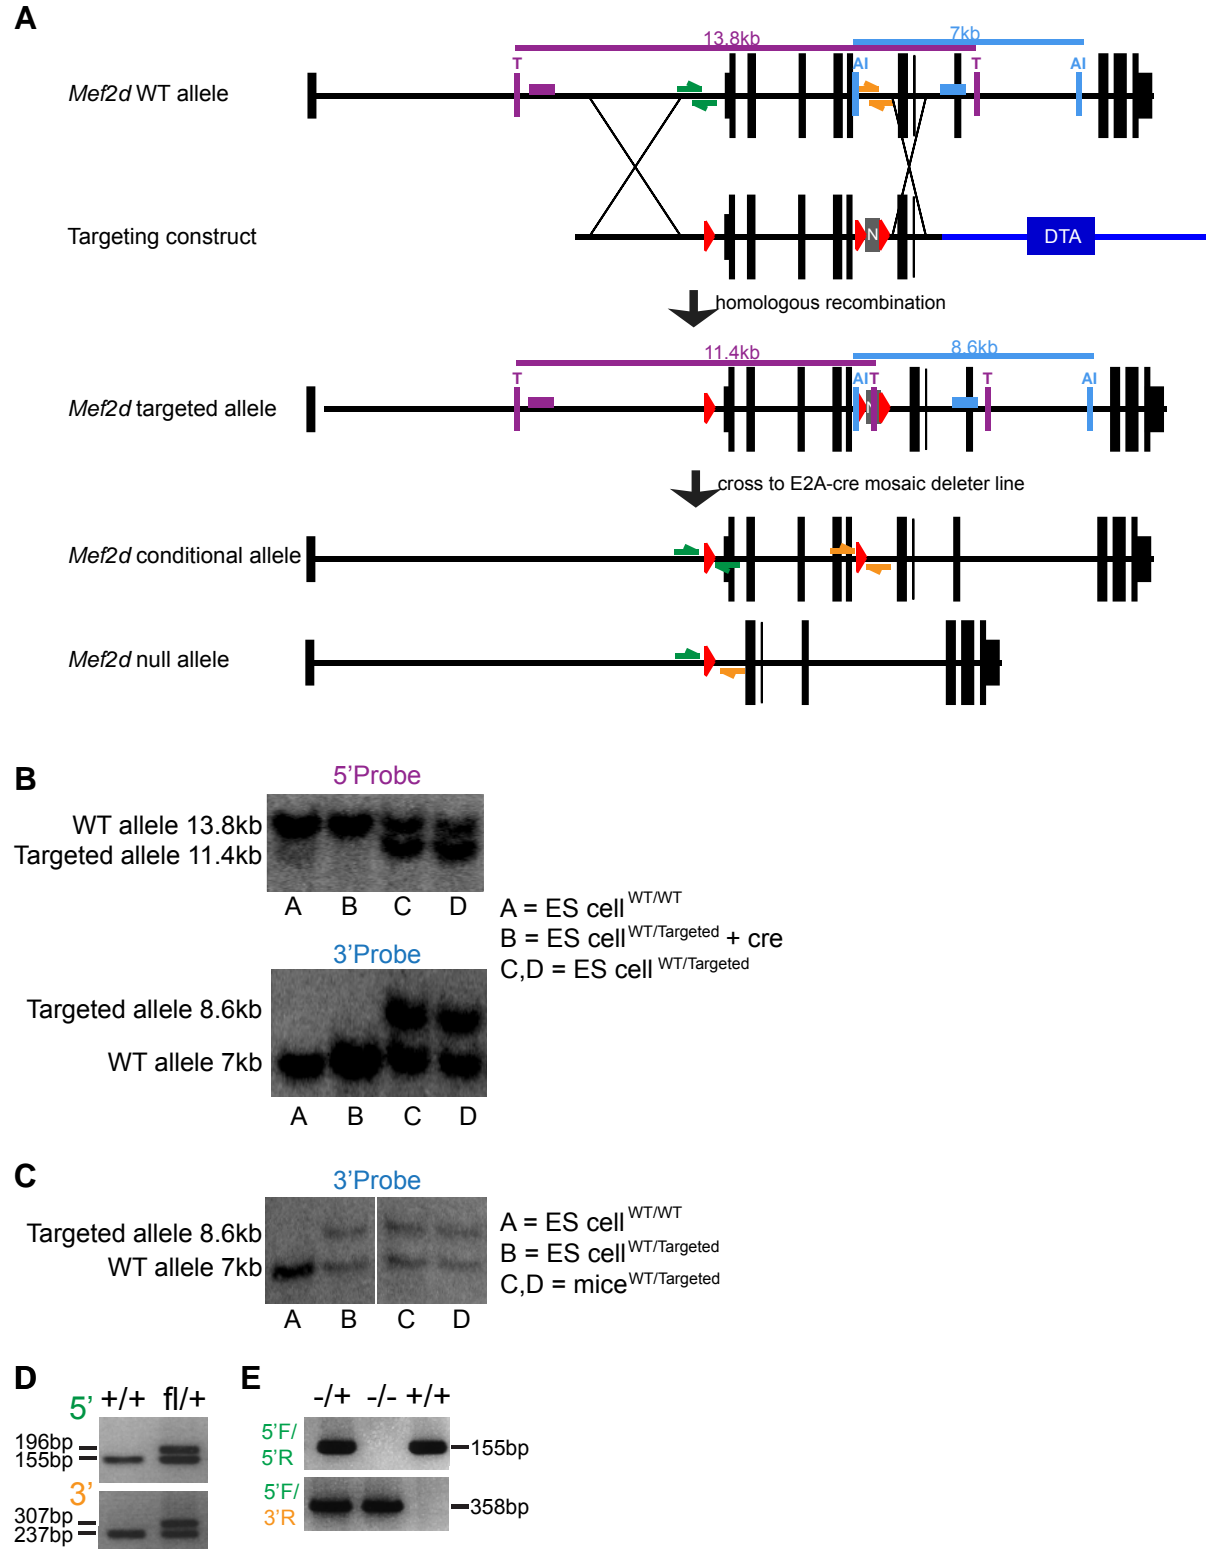 A
13.8kb
7kb
T
AI
T
AI
Mef2d WT allele
Targeting construct
N
DTA
homologous recombination
11.4kb
8.6kb
T
AI
T
T
AI
Mef2d targeted allele
N
cross to E2A-cre mosaic deleter line
Mef2d conditional allele
Mef2d null allele
B
5'Probe
WT allele 13.8kb
Targeted allele 11.4kb
A B C D
A = ES cell WT/WT
B = ES cell WT/Targeted + cre
C,D = ES cell WT/Targeted
3'Probe
Targeted allele 8.6kb
WT allele 7kb
A B C D
C
3'Probe
Targeted allele 8.6kb
WT allele 7kb
A B C D
A = ES cell WT/WT
B = ES cell WT/Targeted
C,D = mice WT/Targeted
D
5' +/+ fl/+
196bp
155bp
3'
307bp
237bp
E
-/+ -/- +/+
5'F/
5'R
155bp
5'F/
3'R
358bp